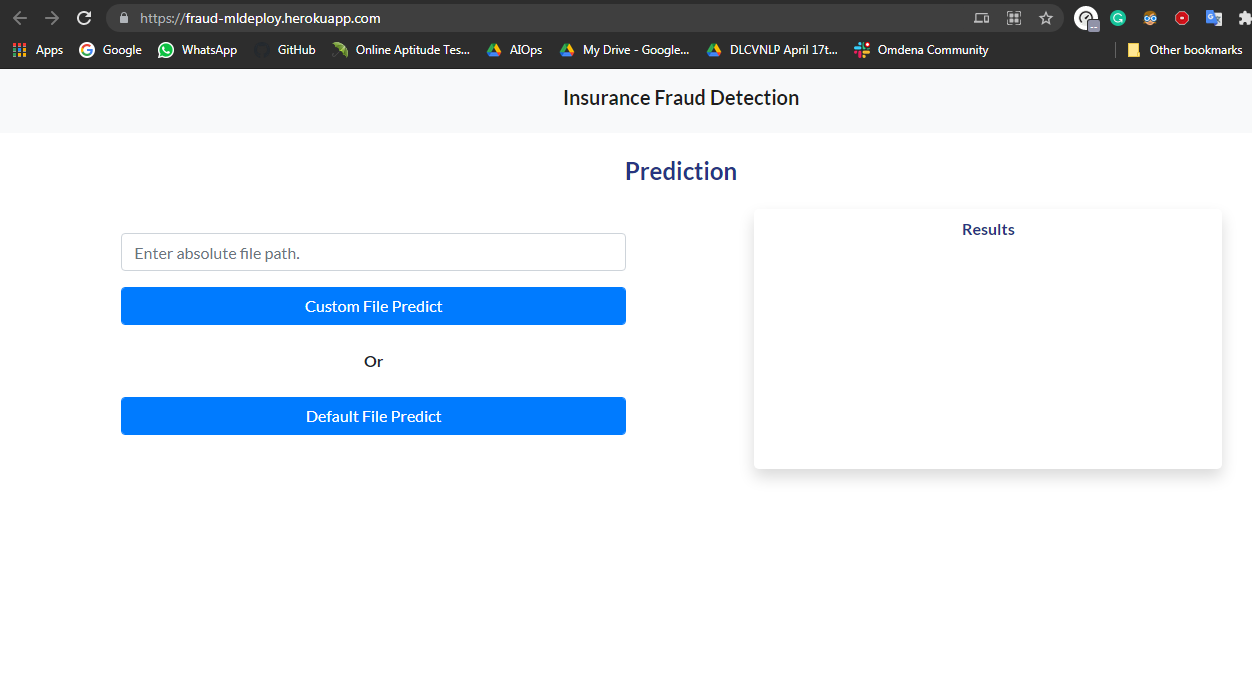 https://fraud-mldeploy.herokuapp.com
Apps Google WhatsApp GitHub Online Aptitude Tes... AIOps My Drive - Google... DLCVNLP April 17t... Omdena Community Other bookmarks
Insurance Fraud Detection
Prediction
Enter absolute file path.
Custom File Predict
Or
Default File Predict
Results